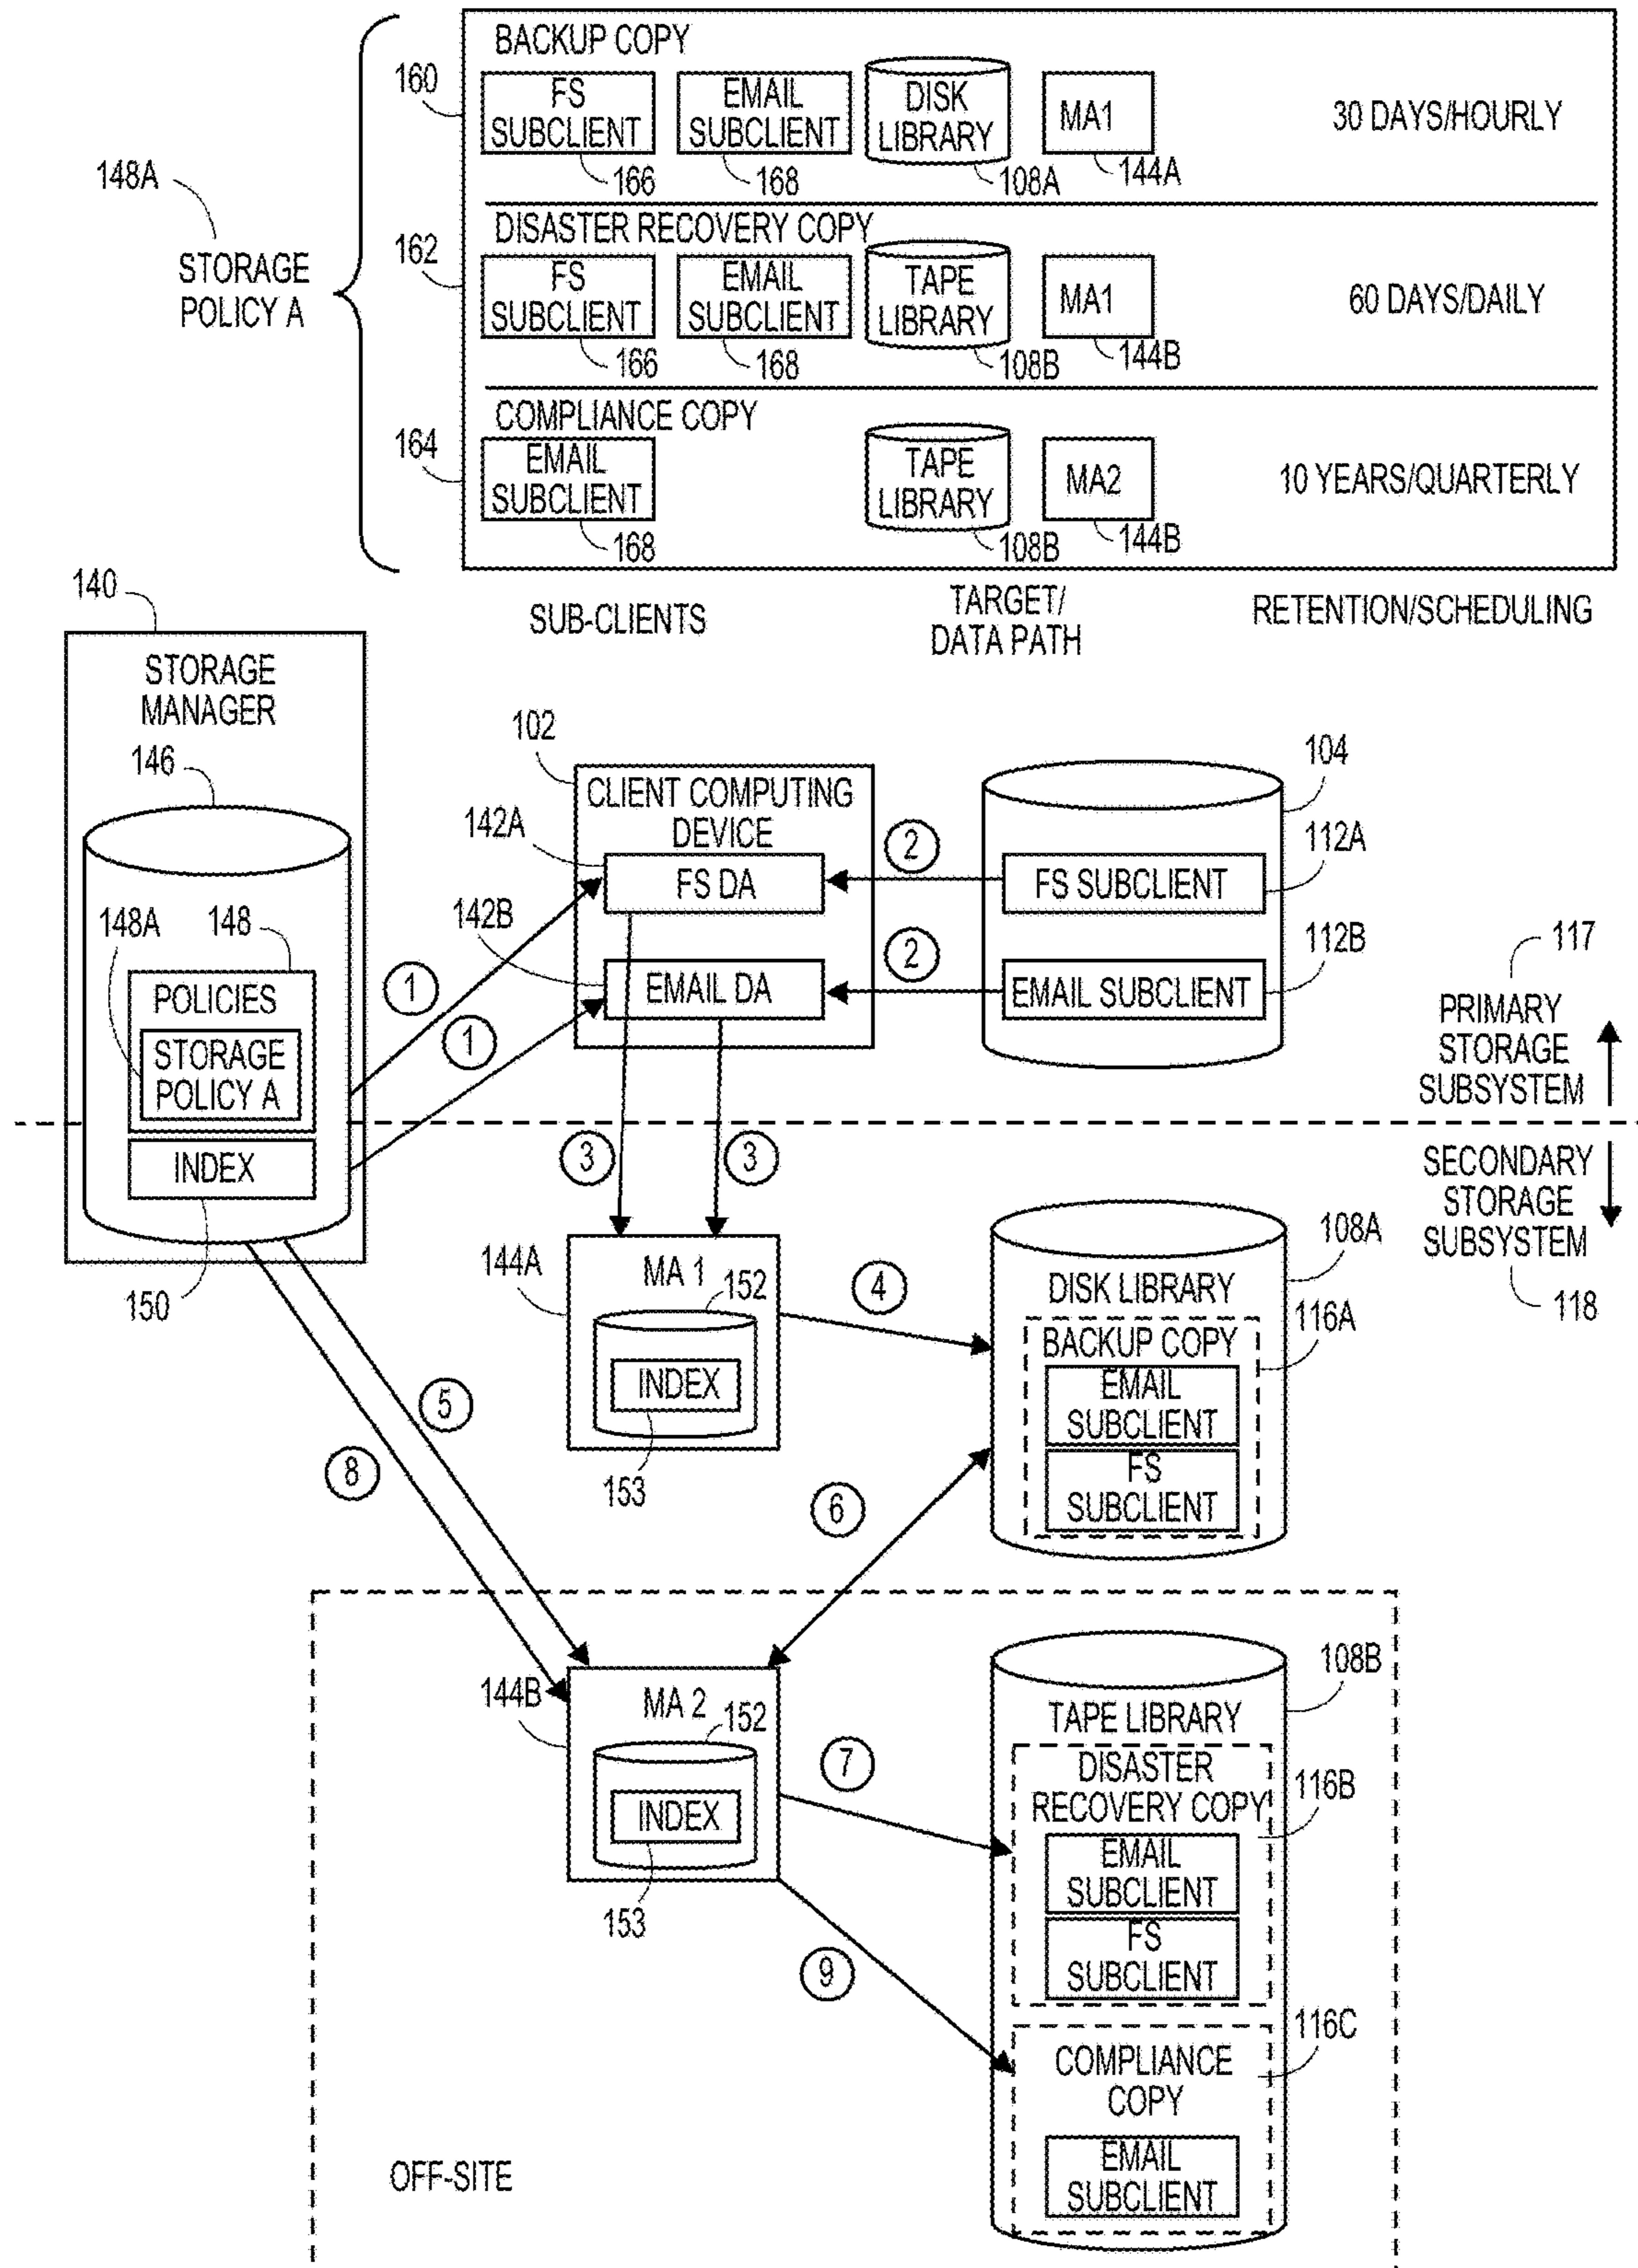 BACKUP COPY
160
FS
SUBCLIENT
166
EMAIL
SUBCLIENT
168
DISK
LIBRARY
108A
MA1
144A
30 DAYS/HOURLY
148A
STORAGE
POLICY A
DISASTER RECOVERY COPY
162
FS
SUBCLIENT
166
EMAIL
SUBCLIENT
168
TAPE
LIBRARY
108B
MA1
144B
60 DAYS/DAILY
COMPLIANCE COPY
164
EMAIL
SUBCLIENT
168
TAPE
LIBRARY
108B
MA2
144B
10 YEARS/QUARTERLY
SUB-CLIENTS
TARGET/
DATA PATH
RETENTION/SCHEDULING
140
STORAGE
MANAGER
146
148A
148
POLICIES
STORAGE
POLICY A
INDEX
150
102
CLIENT COMPUTING
DEVICE
142A
FS DA
142B
EMAIL DA
1
1
2
2
104
112A
FS SUBCLIENT
112B
EMAIL SUBCLIENT
117
PRIMARY
STORAGE
SUBSYSTEM
SECONDARY
STORAGE
SUBSYSTEM
118
3
3
144A
MA 1
152
INDEX
153
4
108A
DISK LIBRARY
116A
BACKUP COPY
EMAIL
SUBCLIENT
FS
SUBCLIENT
5
8
6
144B
MA 2
152
INDEX
153
7
9
108B
TAPE LIBRARY
DISASTER
RECOVERY COPY
116B
EMAIL
SUBCLIENT
FS
SUBCLIENT
116C
COMPLIANCE
COPY
EMAIL
SUBCLIENT
OFF-SITE